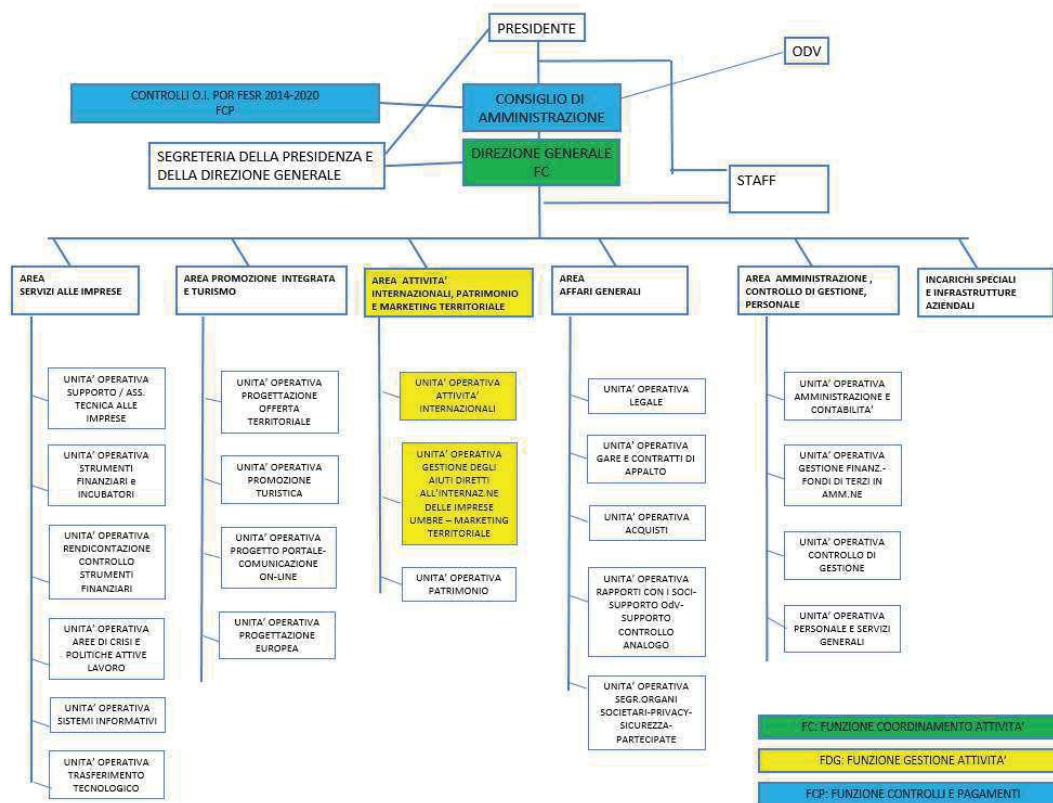 PRESIDENTE
ODV
CONTROLLI O.I. POR FESR 2014-2020
FCP
CONSIGLIO DI
AMMINISTRAZIONE
SEGRETERIA DELLA PRESIDENZA E
DELLA DIREZIONE GENERALE
DIREZIONE GENERALE
FC
STAFF
AREA
SERVIZI ALLE IMPRESE
AREA PROMOZIONE INTEGRATA
E TURISMO
AREA ATTIVITA'
INTERNAZIONALI, PATRIMONIO
E MARKETING TERRITORIALE
AREA
AFFARI GENERALI
AREA AMMINISTRAZIONE ,
CONTROLLO DI GESTIONE,
PERSONALE
INCARICHI SPECIALI
E INFRASTRUTTURE
AZIENDALI
UNITA' OPERATIVA
SUPPORTO / ASS.
TECNICA ALLE
IMPRESE
UNITA' OPERATIVA
STRUMENTI
FINANZIARI e
INCUBATORI
UNITA' OPERATIVA
RENDICONTAZIONE
CONTROLLO
STRUMENTI
FINANZIARI
UNITA' OPERATIVA
AREE DI CRISI E
POLITICHE ATTIVE
LAVORO
UNITA' OPERATIVA
SISTEMI INFORMATIVI
UNITA' OPERATIVA
TRASFERIMENTO
TECNOLOGICO
UNITA' OPERATIVA
PROGETTAZIONE
OFFERTA
TERRITORIALE
UNITA' OPERATIVA
PROMOZIONE
TURISTICA
UNITA' OPERATIVA
PROGETTO PORTALE-
COMUNICAZIONE
ON-LINE
UNITA' OPERATIVA
PROGETTAZIONE
EUROPEA
UNITA' OPERATIVA
ATTIVITA'
INTERNAZIONALI
UNITA' OPERATIVA
GESTIONE DEGLI
AIUTI DIRETTI
ALL'INTERNAZ.NE
DELLE IMPRESE
UMBRE – MARKETING
TERRITORIALE
UNITA' OPERATIVA
PATRIMONIO
UNITA' OPERATIVA
LEGALE
UNITA' OPERATIVA
GARE E CONTRATTI DI
APPALTO
UNITA' OPERATIVA
ACQUISTI
UNITA' OPERATIVA
RAPPORTI CON I SOCI-
SUPPORTO OdV-
SUPPORTO
CONTROLLO
ANALOGO
UNITA' OPERATIVA
SEGR.ORGANI
SOCIETARI-PRIVACY-
SICUREZZA-
PARTECIPATE
UNITA' OPERATIVA
AMMINISTRAZIONE E
CONTABILITA'
UNITA' OPERATIVA
GESTIONE FINANZ.-
FONDI DI TERZI IN
AMM.NE
UNITA' OPERATIVA
CONTROLLO DI
GESTIONE
UNITA' OPERATIVA
PERSONALE E SERVIZI
GENERALI
FC: FUNZIONE COORDINAMENTO ATTIVITA'
FDG: FUNZIONE GESTIONE ATTIVITA'
FCP: FUNZIONE CONTROLLI E PAGAMENTI